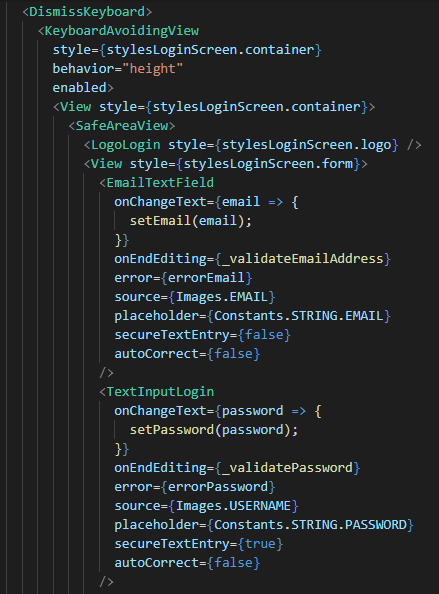 <DismissKeyboard>
<KeyboardAvoidingView
style={stylesLoginScreen.container}
behavior="height"
enabled>
<View style={stylesLoginScreen.container}>
<SafeAreaView>
<LogoLogin style={stylesLoginScreen.logo} />
<View style={stylesLoginScreen.form}>
<EmailTextField
onChangeText={email => {
setEmail(email);
}}
onEndEditing={_validateEmailAddress}
error={errorEmail}
source={Images.EMAIL}
placeholder={Constants.STRING.EMAIL}
secureTextEntry={false}
autoCorrect={false}
/>
<TextInputLogin
onChangeText={password => {
setPassword(password);
}}
onEndEditing={_validatePassword}
error={errorPassword}
source={Images.USERNAME}
placeholder={Constants.STRING.PASSWORD}
secureTextEntry={true}
autoCorrect={false}
/>